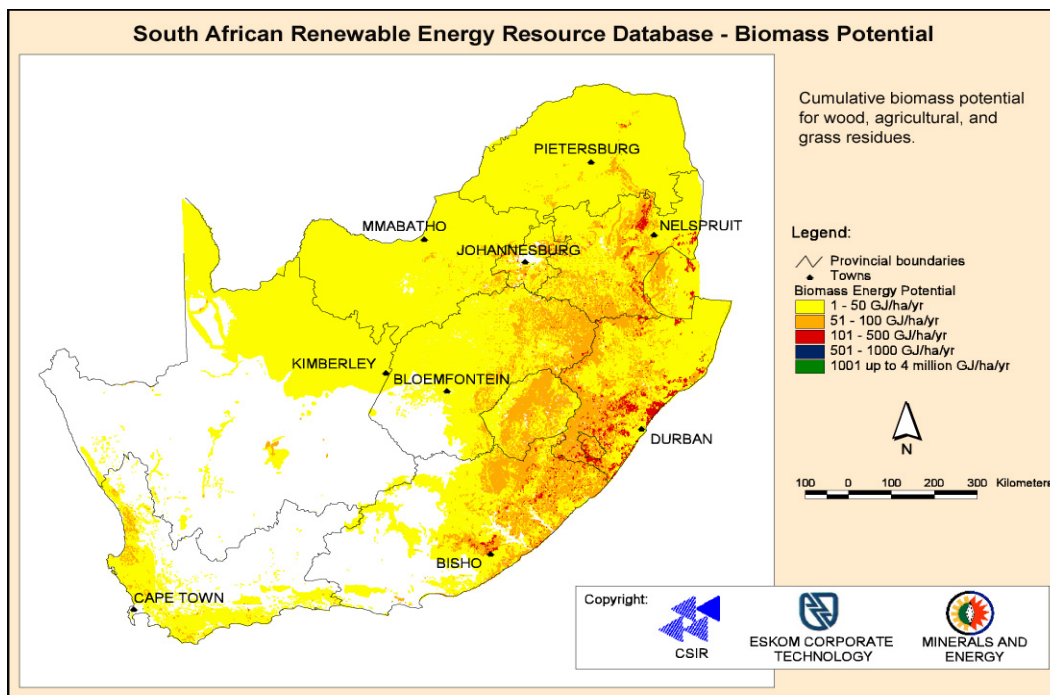 South African Renewable Energy Resource Database - Biomass Potential
Cumulative biomass potential
for wood, agricultural, and
grass residues.
PIETERSBURG
MMABATHO
NELSPRUIT
JOHANNESBURG
KIMBERLEY
BLOEMFONTEIN
DURBAN
BISHO
CAPE TOWN
Legend:
Provincial boundaries
Towns
Biomass Energy Potential
1 - 50 GJ/ha/yr
51 - 100 GJ/ha/yr
101 - 500 GJ/ha/yr
501 - 1000 GJ/ha/yr
1001 up to 4 million GJ/ha/yr
N
100 0 100 200 300 Kilometers
Copyright:
CSIR
ESKOM CORPORATE
TECHNOLOGY
MINERALS AND
ENERGY